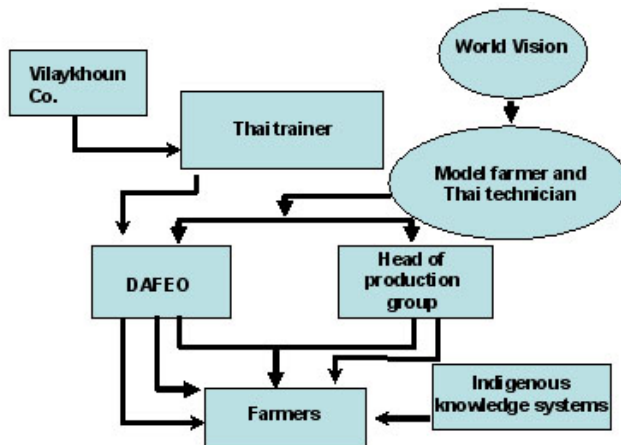 World Vision
Vilaykhoun
Co.
Thai trainer
Model farmer and
Thai technician
DAFEO
Head of
production
group
Farmers
Indigenous
knowledge systems